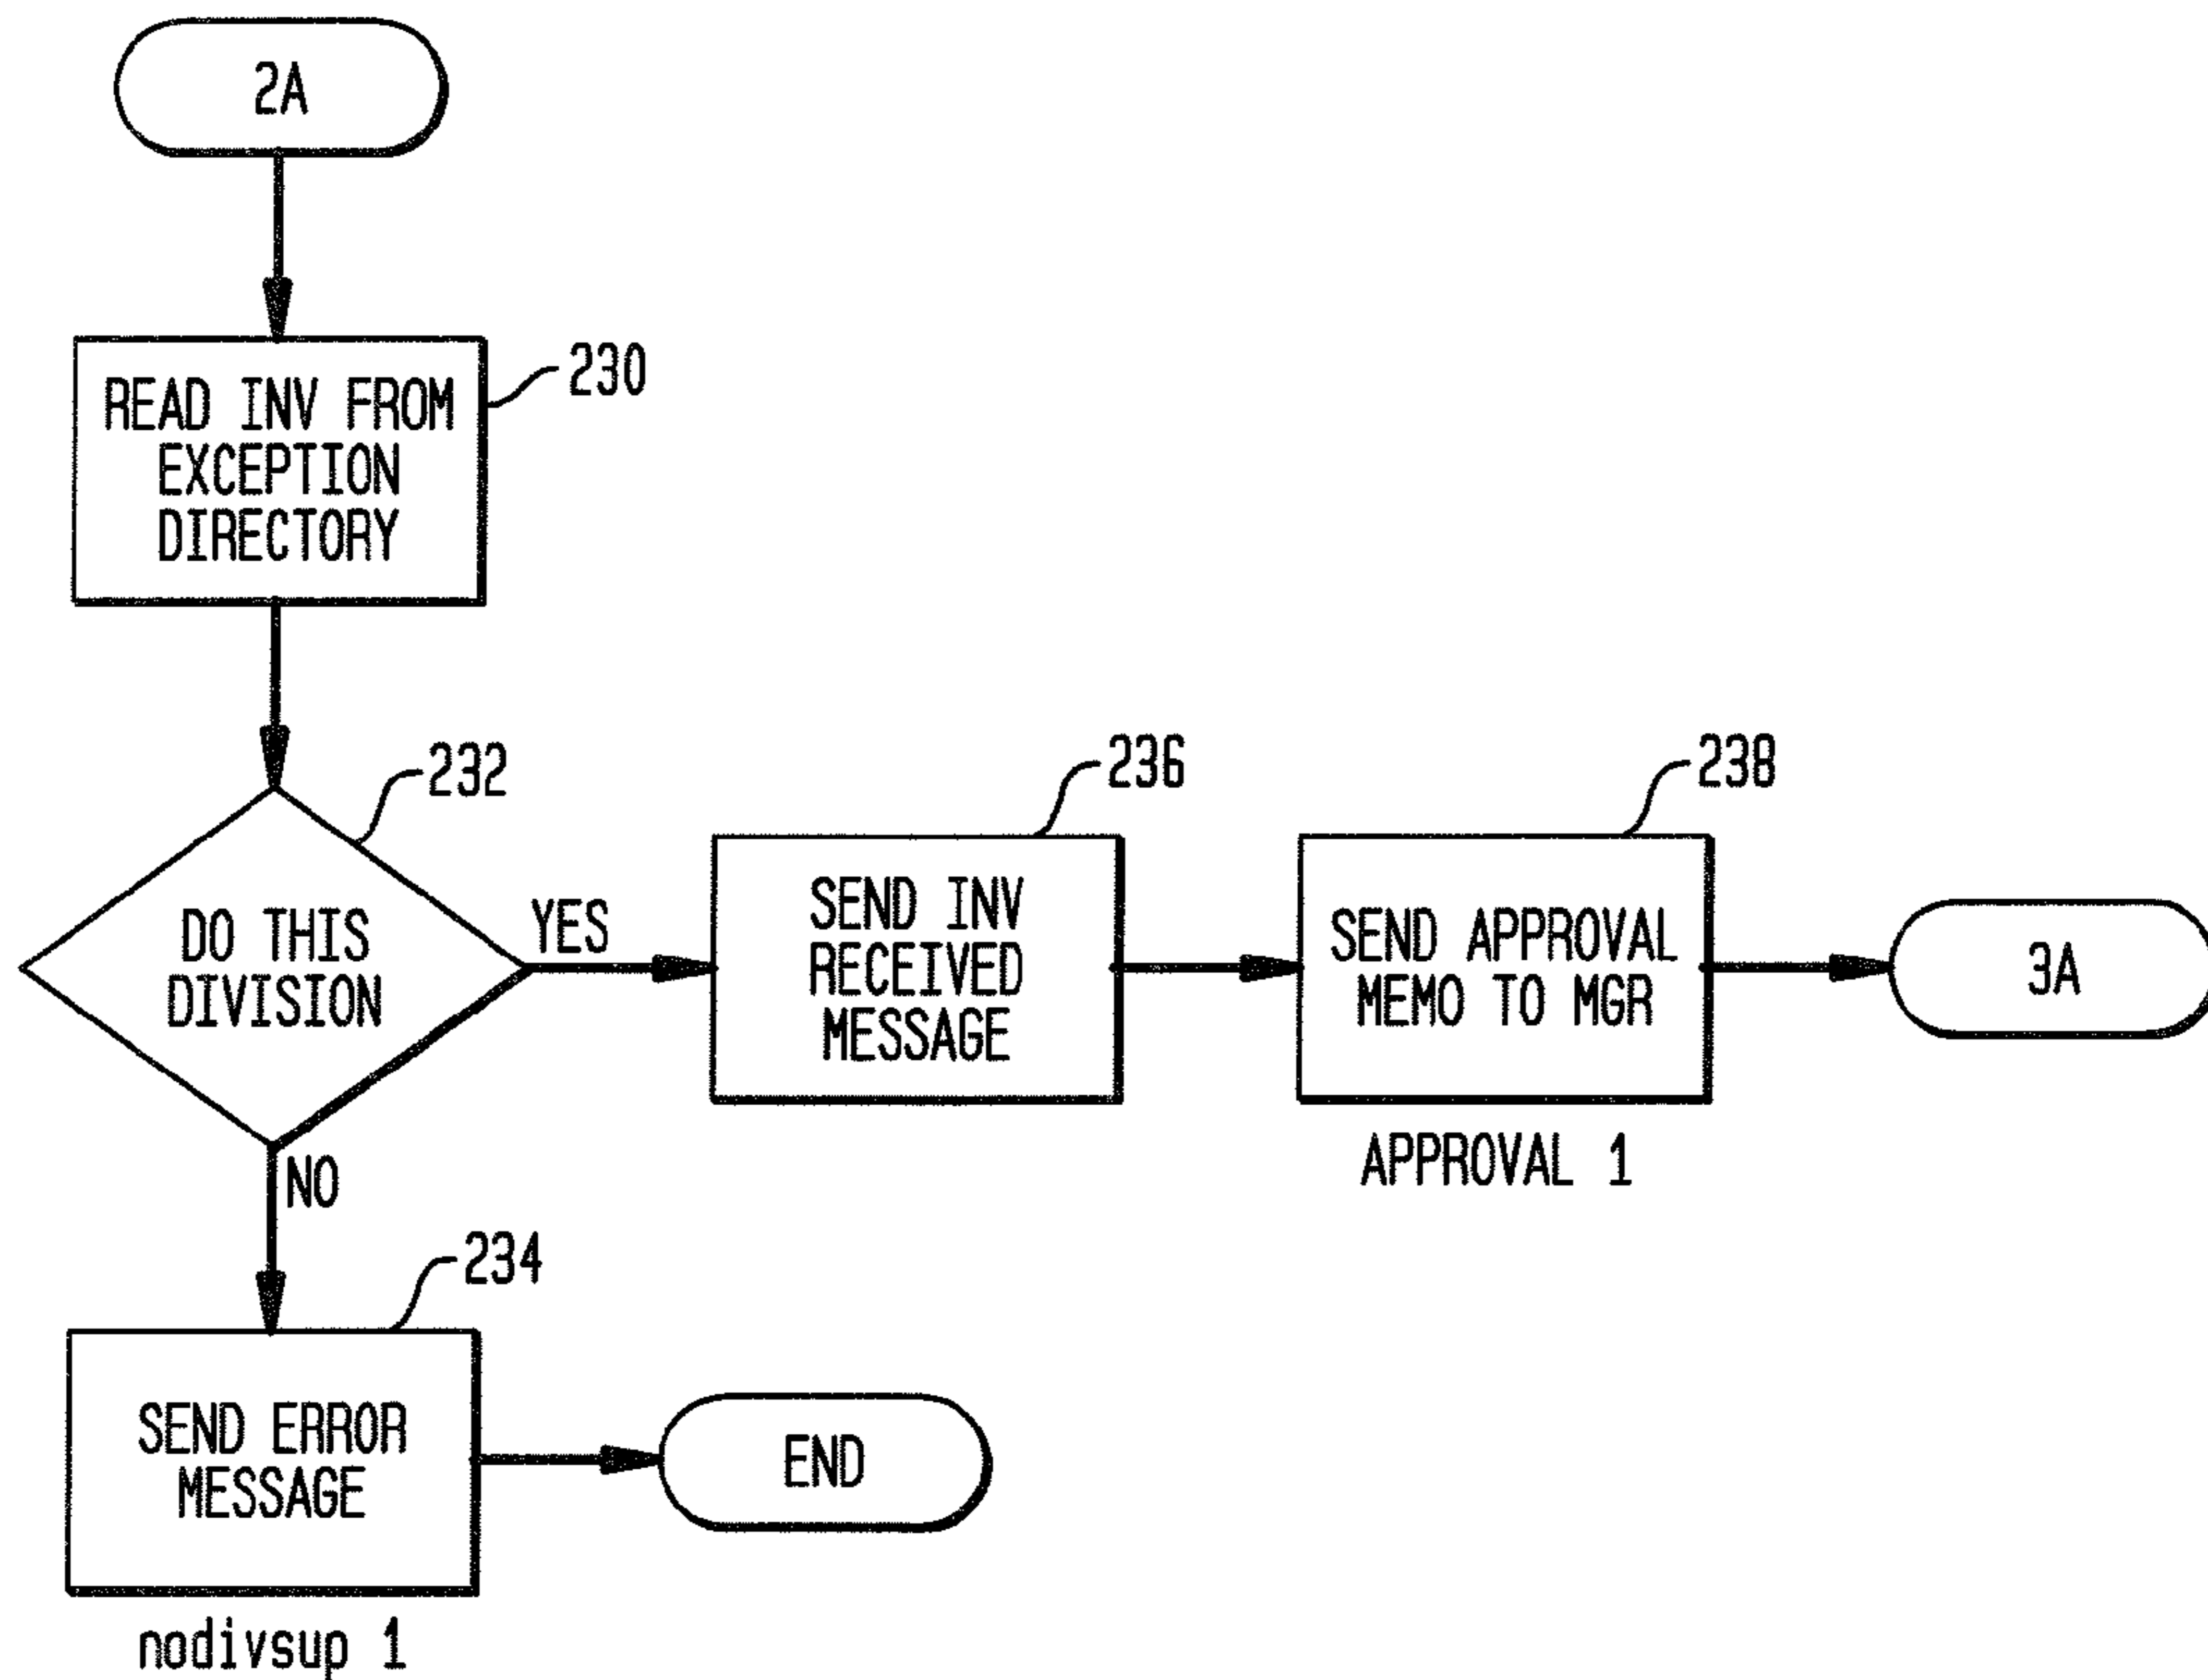 2A
READ INV FROM
EXCEPTION
DIRECTORY
230
232
DO THIS
DIVISION
YES
NO
236
SEND INV
RECEIVED
MESSAGE
238
SEND APPROVAL
MEMO TO MGR
APPROVAL 1
3A
234
SEND ERROR
MESSAGE
nodivsup 1
END